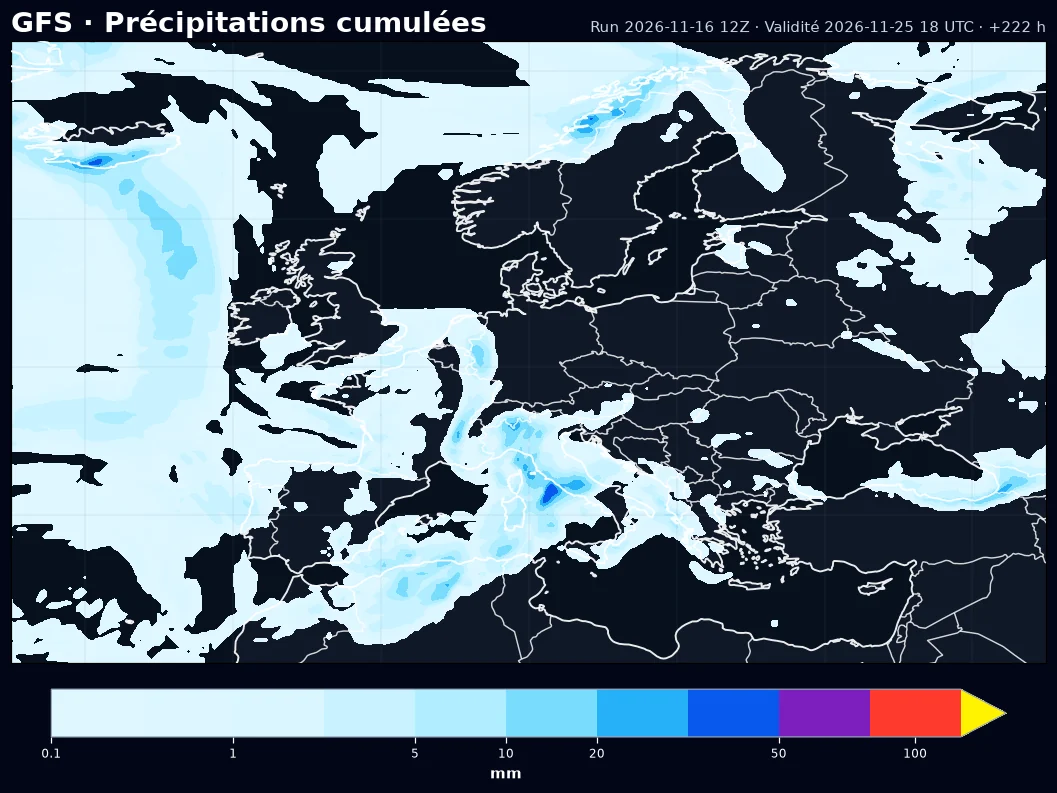 GFS · Précipitations cumulées
Run 2026-11-16 12Z · Validité 2026-11-25 18 UTC · +222 h
0.1 1 5 10 20 50 100
mm